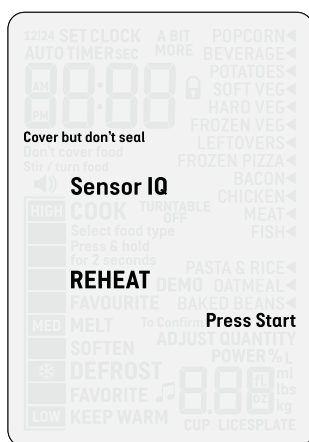 12|24 SET CLOCK A BIT POPCORN◀
AUTO TIMER SEC MORE BEVERAGE◀
POTATOES◀
AM 88:88 SOFT VEG◀
PM HARD VEG◀
FROZEN VEG◀
Cover but don't seal LEFTOVERS◀
Don't cover food FROZEN PIZZA◀
Stir / turn food BACON◀
Sensor IQ CHICKEN◀
HIGH COOK TURNTABLE OFF MEAT◀
Select food type FISH◀
Press & hold
for 2 seconds
PASTA & RICE◀
REHEAT DEMO OATMEAL◀
FAVOURITE BAKED BEANS◀
MED MELT To Confirm Press Start
SOFTEN ADJUST QUANTITY
POWER% L
DEFROST 8.88 FL OZ ml
FAVORITE lbs
kg
LOW KEEP WARM CUP LICESPLATE